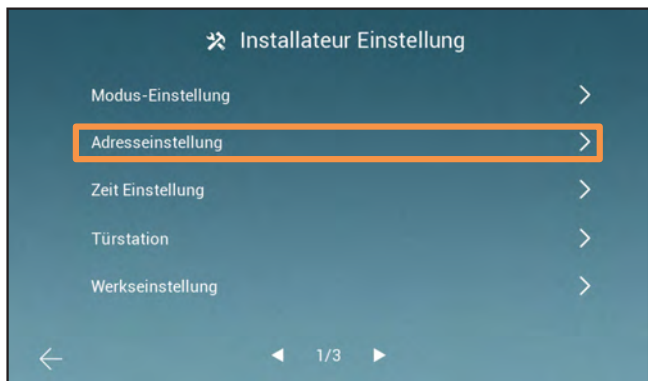 Installateur Einstellung
Modus-Einstellung
Adresseinstellung
Zeit Einstellung
Türstation
Werkseinstellung
1/3